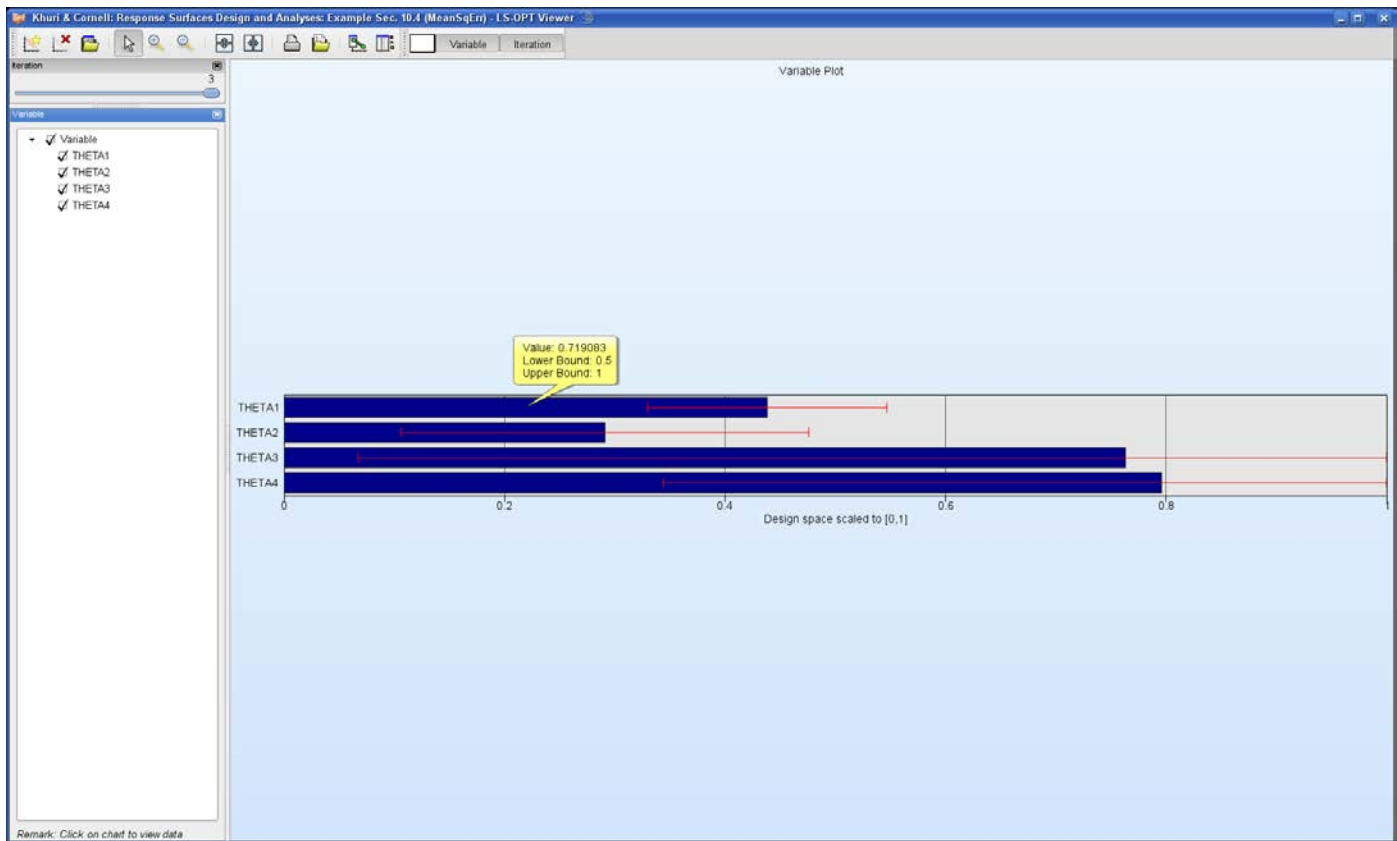 Khuri & Cornell: Response Surfaces Design and Analyses: Example Sec. 10.4 (MeanSqErr) - LS-OPT Viewer
Variable Iteration
Iteration
3
Variable
Variable
THETA1
THETA2
THETA3
THETA4
Remark: Click on chart to view data
Variable Plot
Value: 0.719083
Lower Bound: 0.5
Upper Bound: 1
THETA1
THETA2
THETA3
THETA4
0 0.2 0.4 0.6 0.8 1
Design space scaled to [0,1]